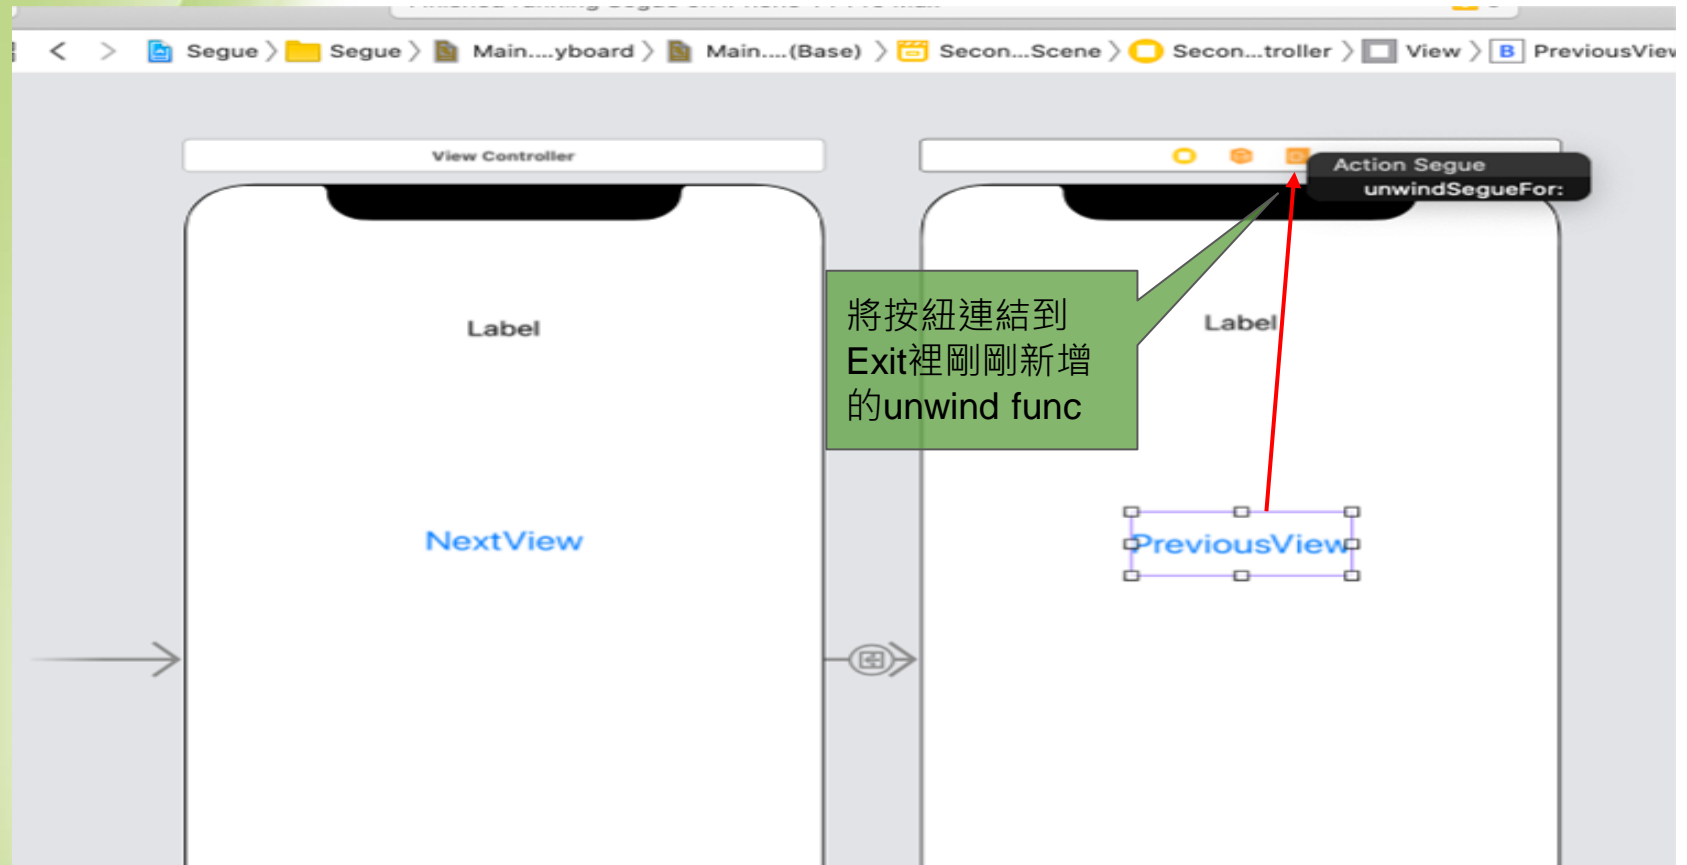 Segue Segue Main....yboard Main....(Base) Secon...Scene Secon...troller View B PreviousView
View Controller
Action Segue
unwindSegueFor:
Label
將按紐連結到
Exit裡剛剛新增
的unwind func
Label
NextView
PreviousView